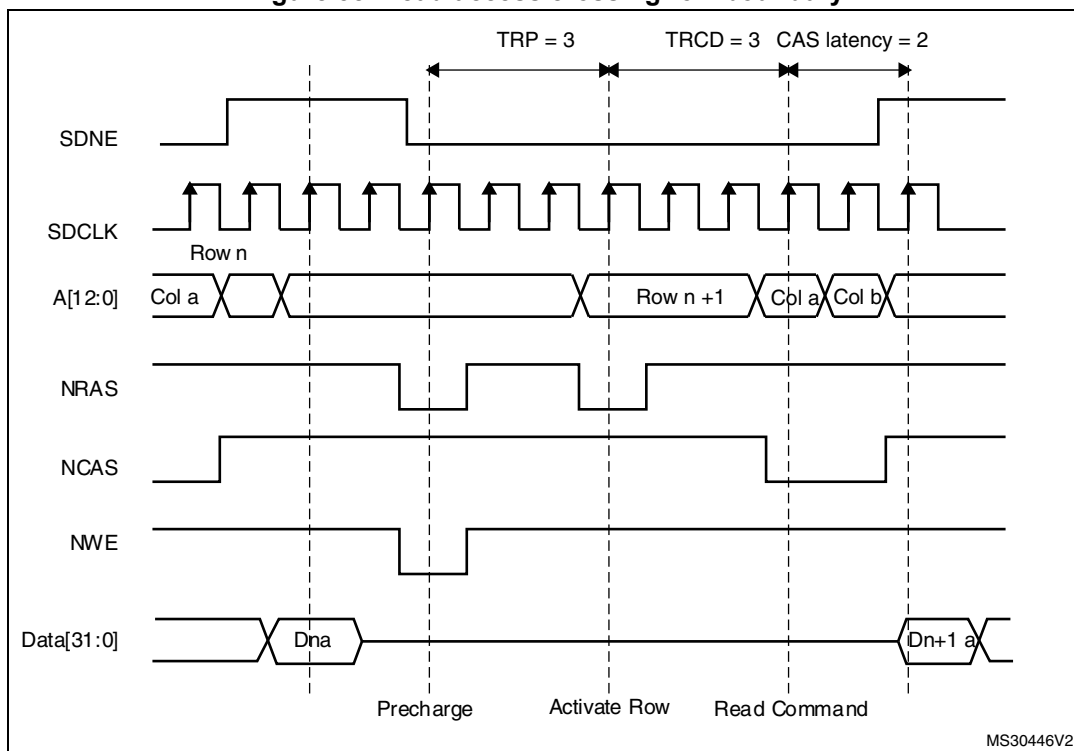 TRP = 3 TRCD = 3 CAS latency = 2
SDNE
SDCLK
Row n
A[12:0] Col a Row n +1 Col a Col b
NRAS
NCAS
NWE
Data[31:0] Dna Dn+1 a
Precharge Activate Row Read Command
MS30446V2